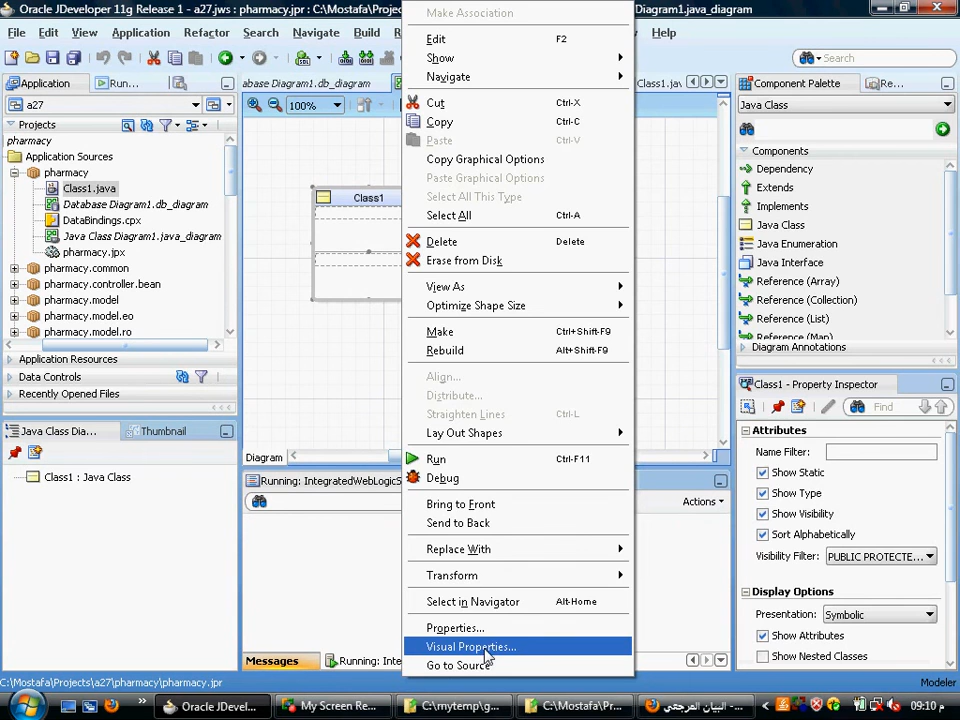 Oracle JDeveloper 11g Release 1 - a27.jws : pharmacy.jpr : C:\Mostafa\Projec
Diagram1.java_diagram
File Edit View Application Refactor Search Navigate Build
Help
Application
Run...
a27
Projects
pharmacy
Application Sources
pharmacy
Class1.java
Database Diagram1.db_diagram
DataBindings.cpx
Java Class Diagram1.java_diagram
pharmacy.jpx
pharmacy.common
pharmacy.controller.bean
pharmacy.model
pharmacy.model.eo
pharmacy.model.ro
Application Resources
Data Controls
Recently Opened Files
Java Class Dia...
Thumbnail
Class1 : Java Class
abase Diagram1.db_diagram
Class1.jav
100%
Class1
Diagram
Running: IntegratedWebLogicS
Actions
Messages
Running: Inte
Make Association
Edit F2
Show
Navigate
Cut Ctrl-X
Copy Ctrl-C
Paste Ctrl-V
Copy Graphical Options
Paste Graphical Options
Select All This Type
Select All Ctrl-A
Delete Delete
Erase from Disk
View As
Optimize Shape Size
Make Ctrl+Shift-F9
Rebuild Alt+Shift-F9
Align...
Distribute...
Straighten Lines Ctrl-L
Lay Out Shapes
Run Ctrl-F11
Debug
Bring to Front
Send to Back
Replace With
Transform
Select in Navigator Alt-Home
Properties...
Visual Properties...
Go to Source
Search
Component Palette
Re...
Java Class
Components
Dependency
Extends
Implements
Java Class
Java Enumeration
Java Interface
Reference (Array)
Reference (Collection)
Reference (List)
Reference (Map)
Diagram Annotations
Class1 - Property Inspector
Find
Attributes
Name Filter:
Show Static
Show Type
Show Visibility
Sort Alphabetically
Visibility Filter: PUBLIC PROTECTE...
Display Options
Presentation: Symbolic
Show Attributes
Show Nested Classes
C:\Mostafa\Projects\a27\pharmacy\pharmacy.jpr
Modeler
Oracle JDevelop...
My Screen Re...
C:\mytemp\g...
C:\Mostafa\Pr...
البيان العرجتي - ...
09:10 م